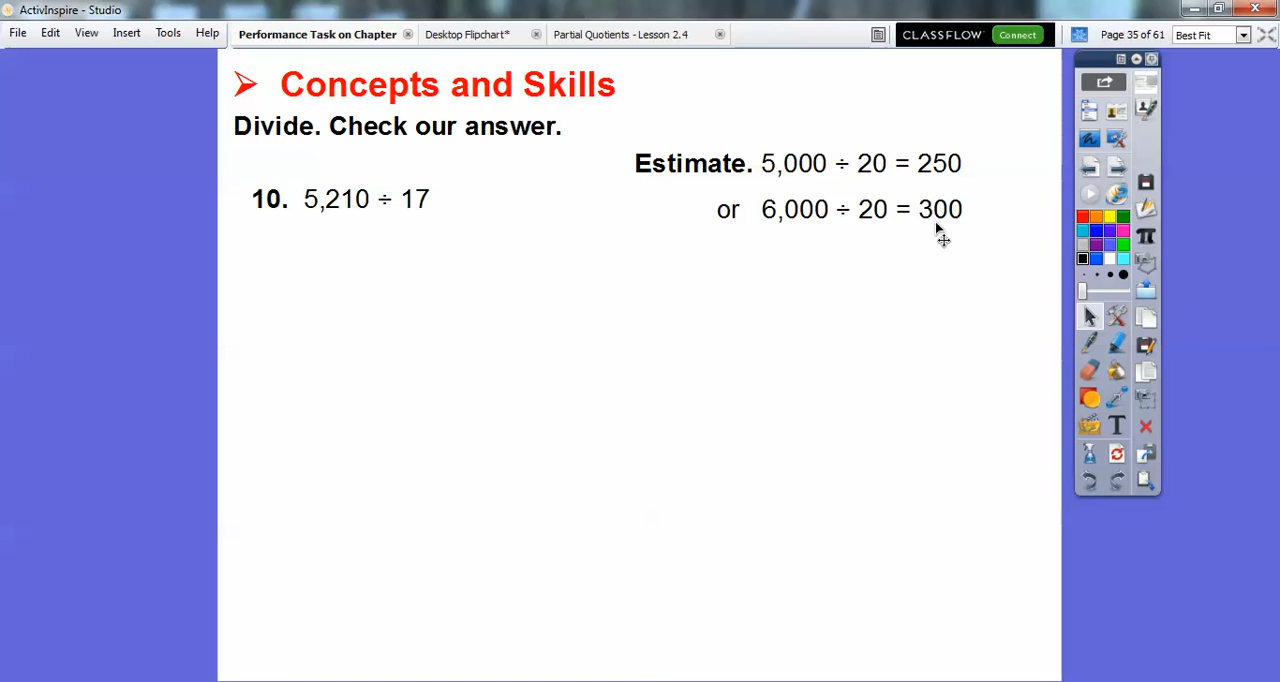 ActivInspire - Studio
File Edit View Insert Tools Help
Performance Task on Chapter
Desktop Flipchart*
Partial Quotients - Lesson 2.4
CLASSFLOW Connect
Page 35 of 61
Best Fit
➢ Concepts and Skills
Divide. Check our answer.
Estimate. 5,000 ÷ 20 = 250
10. 5,210 ÷ 17
or 6,000 ÷ 20 = 300